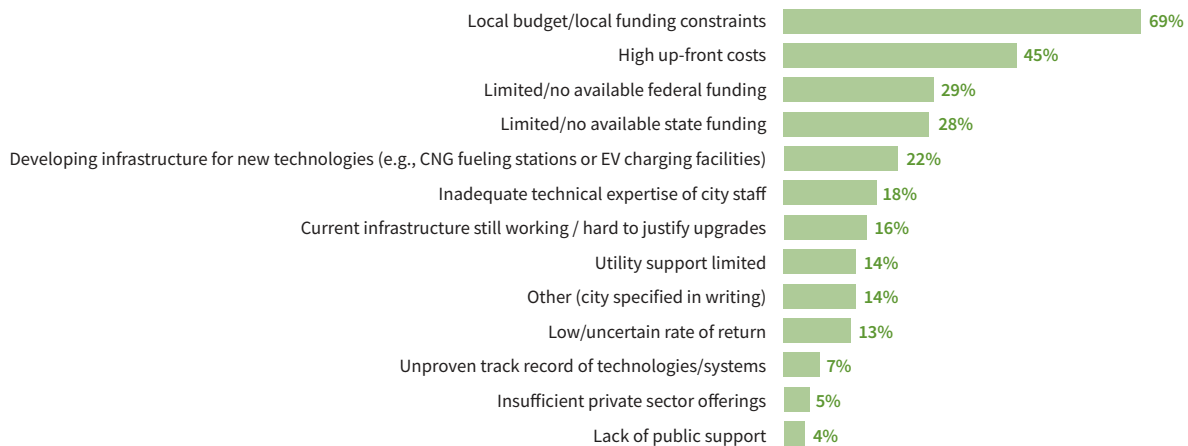 Local budget/local funding constraints 69%
High up-front costs 45%
Limited/no available federal funding 29%
Limited/no available state funding 28%
Developing infrastructure for new technologies (e.g., CNG fueling stations or EV charging facilities) 22%
Inadequate technical expertise of city staff 18%
Current infrastructure still working / hard to justify upgrades 16%
Utility support limited 14%
Other (city specified in writing) 14%
Low/uncertain rate of return 13%
Unproven track record of technologies/systems 7%
Insufficient private sector offerings 5%
Lack of public support 4%